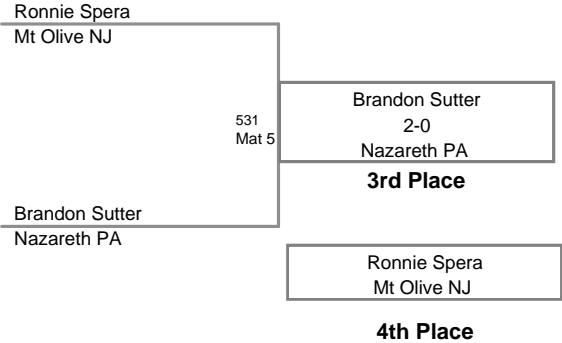 Ronnie Spera
Mt Olive NJ
531
Mat 5
Brandon Sutter
2-0
Nazareth PA
3rd Place
Brandon Sutter
Nazareth PA
Ronnie Spera
Mt Olive NJ
4th Place